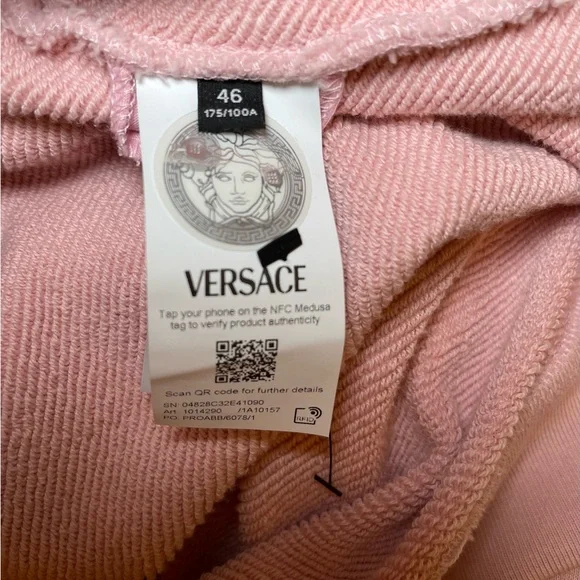 46
175/100A
VERSACE
Tap your phone on the NFC Medusa
tag to verify product authenticity
Scan QR code for further details
SN: 04828C32E41090
Art. 1014290 /1A10157
PO: PROABB/6078/1
RFID